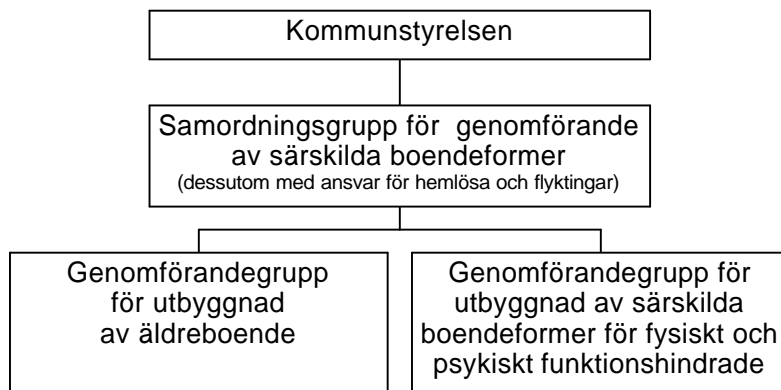 Kommunstyrelsen
Samordningsgrupp för genomförande
av särskilda boendeformer
(dessutom med ansvar för hemlösa och flyktingar)
Genomförandegrupp
för utbyggnad
av äldreboende
Genomförandegrupp för
utbyggnad av särskilda
boendeformer för fysiskt och
psykiskt funktionshindrade